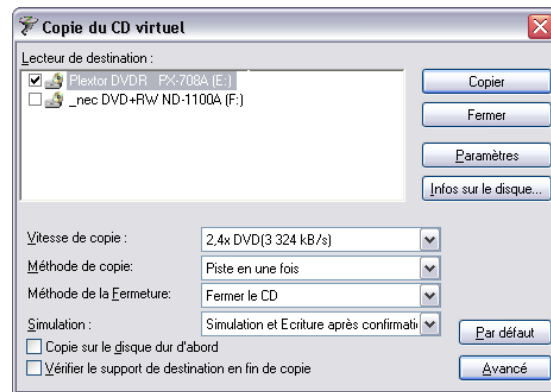 Copie du CD virtuel
Lecteur de destination :
Plextor DVDR PX-708A (E:)
_nec DVD+RW ND-1100A (F:)
Copier
Fermer
Paramètres
Infos sur le disque...
Vitesse de copie :
2,4x DVD(3 324 kB/s)
Méthode de copie:
Piste en une fois
Méthode de la Fermeture:
Fermer le CD
Simulation :
Simulation et Ecriture après confirmati
Par défaut
Copie sur le disque dur d'abord
Vérifier le support de destination en fin de copie
Avancé